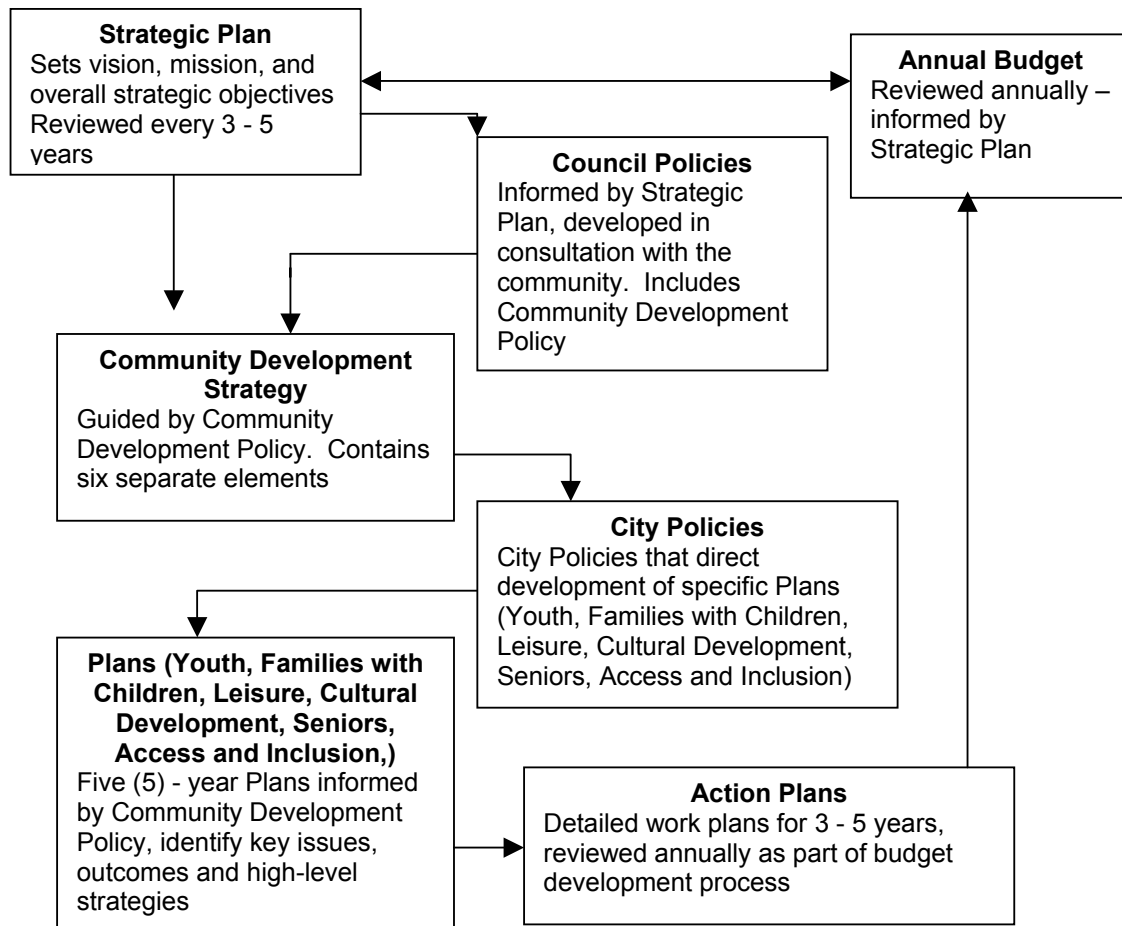 Strategic Plan
Sets vision, mission, and
overall strategic objectives
Reviewed every 3 - 5
years
Annual Budget
Reviewed annually –
informed by
Strategic Plan
Council Policies
Informed by Strategic
Plan, developed in
consultation with the
community.  Includes
Community Development
Policy
Community Development
Strategy
Guided by Community
Development Policy.  Contains
six separate elements
City Policies
City Policies that direct
development of specific Plans
(Youth, Families with Children,
Leisure, Cultural Development,
Seniors, Access and Inclusion)
Plans (Youth, Families with
Children, Leisure, Cultural
Development, Seniors,
Access and Inclusion,)
Five (5) - year Plans informed
by Community Development
Policy, identify key issues,
outcomes and high-level
strategies
Action Plans
Detailed work plans for 3 - 5 years,
reviewed annually as part of budget
development process